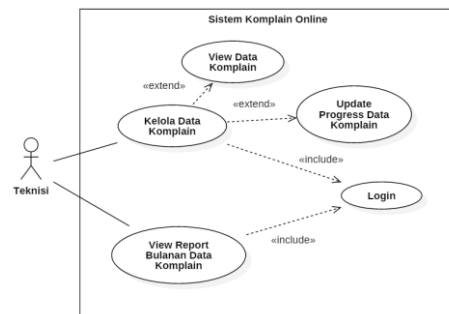 Sistem Komplain Online
View Data
Komplain
«extend»
«extend»
Kelola Data
Komplain
Update
Progress Data
Komplain
«include»
Teknisi
Login
«include»
View Report
Bulanan Data
Komplain